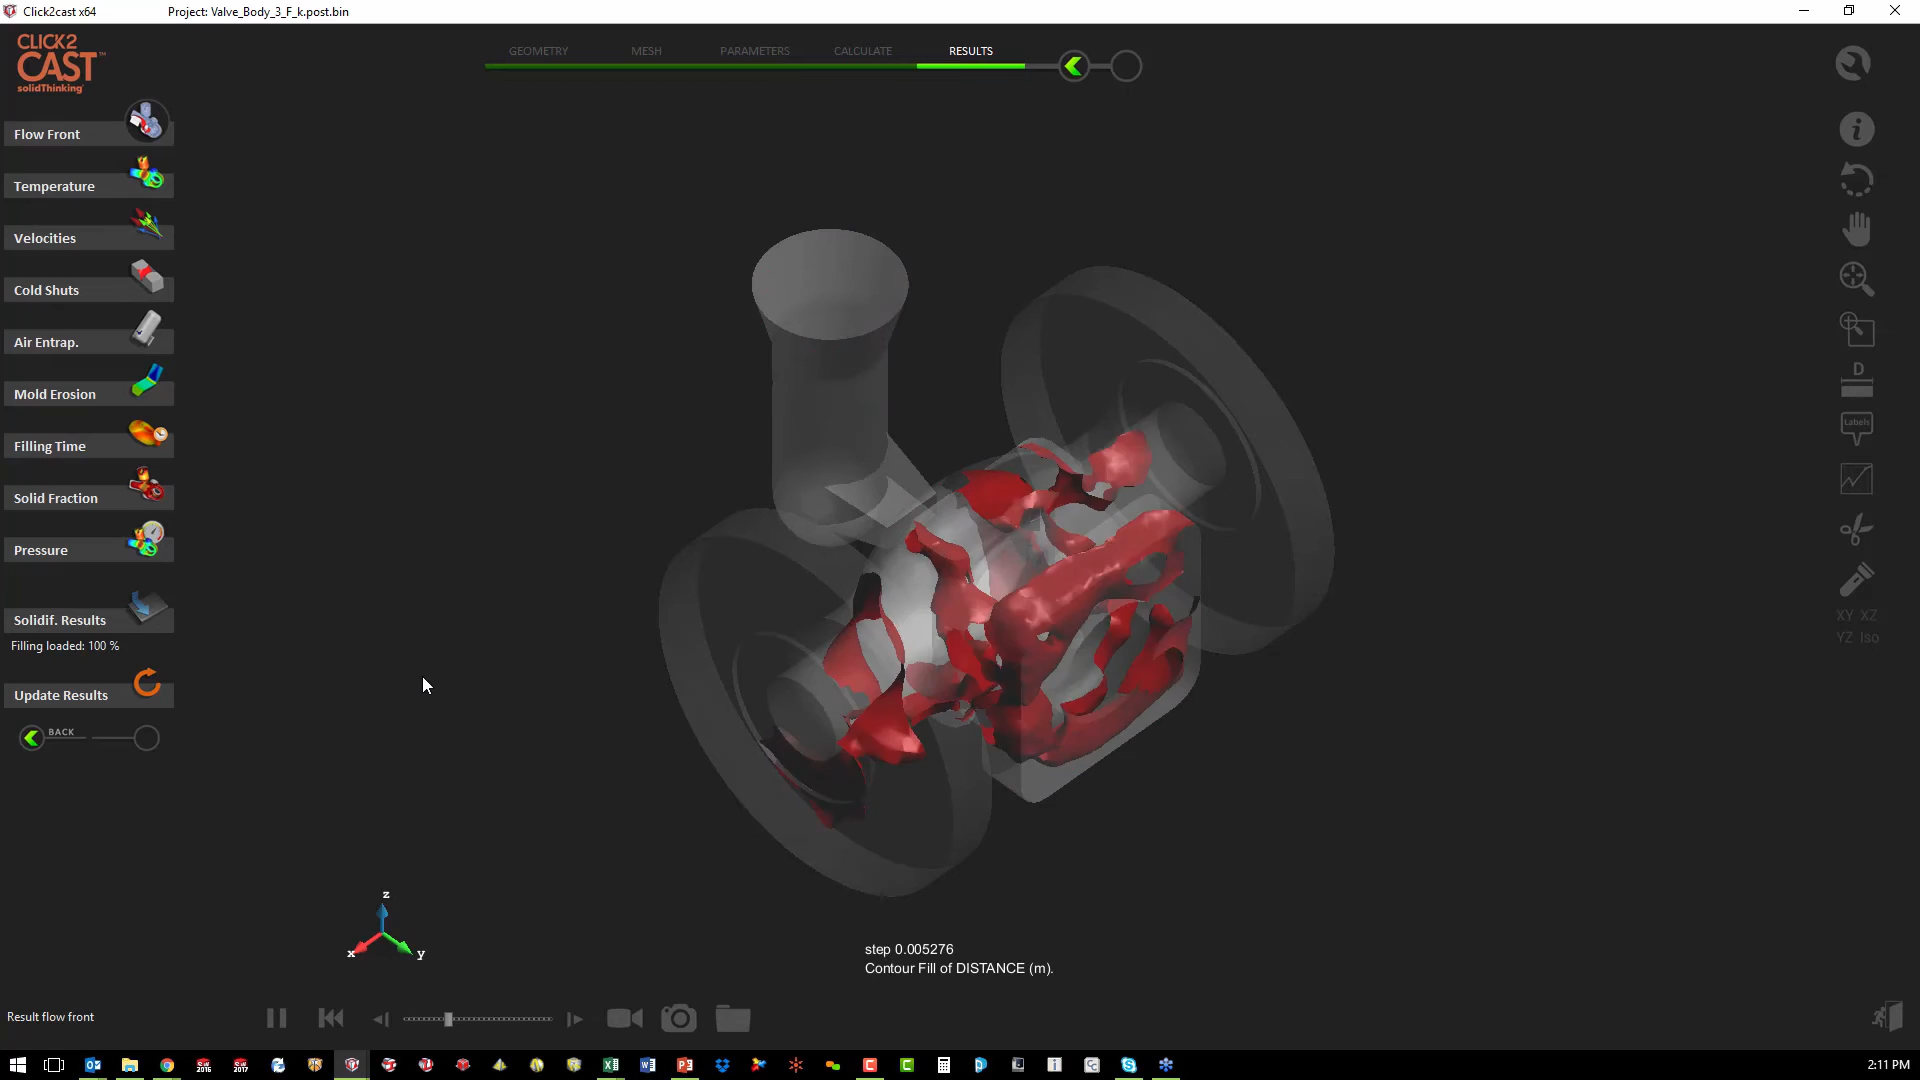 Click2cast x64
Project: Valve_Body_3_F_k.post.bin
CLICK2
CAST™
solidThinking
GEOMETRY
MESH
PARAMETERS
CALCULATE
RESULTS
Flow Front
Temperature
Velocities
Cold Shuts
Air Entrap.
Mold Erosion
Filling Time
Solid Fraction
Pressure
Solidif. Results
Filling loaded: 100 %
Update Results
BACK
D
Labels
XY XZ
YZ Iso
z
x
y
step 0.005276
Contour Fill of DISTANCE (m).
Result flow front
2:11 PM